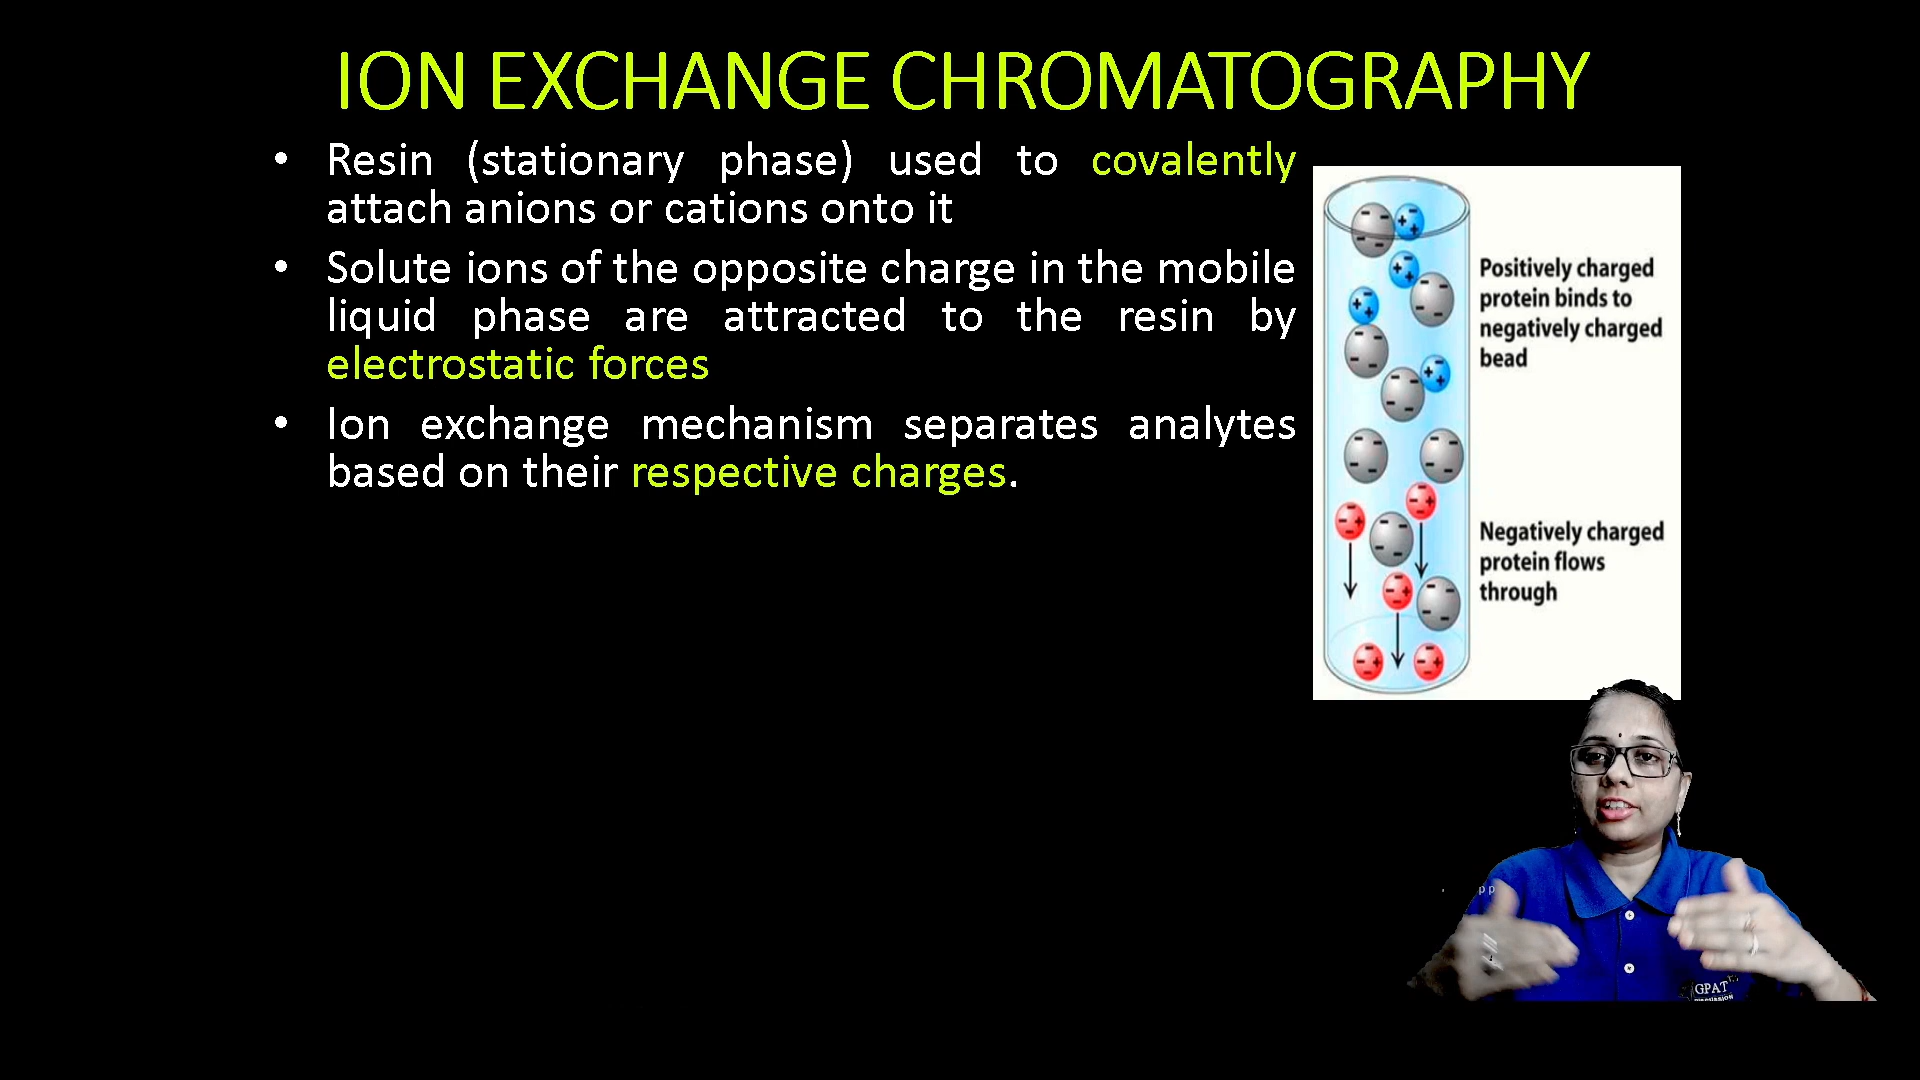 ION EXCHANGE CHROMATOGRAPHY
• Resin (stationary phase) used to covalently
attach anions or cations onto it
• Solute ions of the opposite charge in the mobile
liquid phase are attracted to the resin by
electrostatic forces
• Ion exchange mechanism separates analytes
based on their respective charges.
Positively charged
protein binds to
negatively charged
bead
Negatively charged
protein flows
through
GPAT